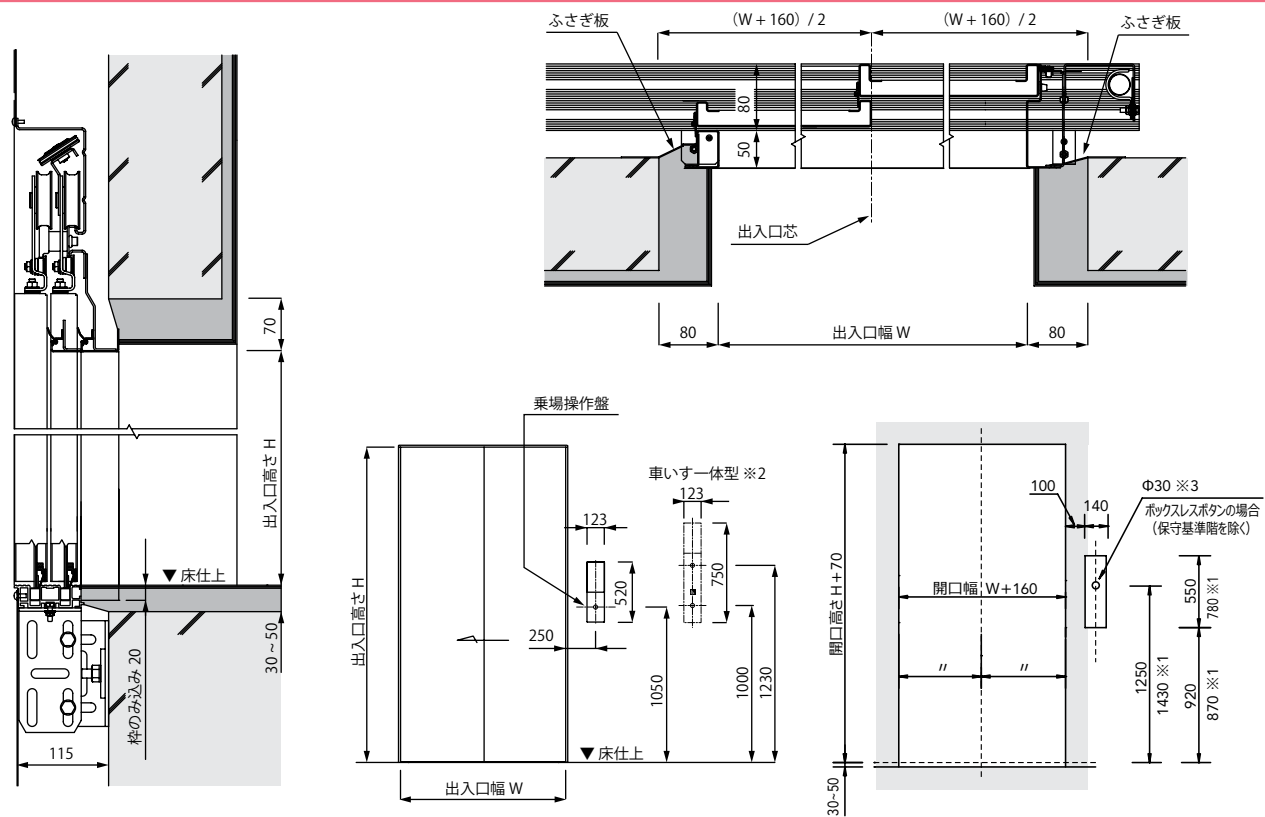 70
出入口高さ H
▼ 床仕上
30 ~ 50
枠のみ込み 20
115
ふさぎ板
(W + 160) / 2
(W + 160) / 2
ふさぎ板
80
50
出入口芯
80
出入口幅 W
80
乗場操作盤
車いす一体型 ※2
123
123
520
750
出入口高さ H
250
1050
1000
1230
▼ 床仕上
出入口幅 W
100
140
Φ30 ※3
ボックスレスボタンの場合
(保守基準階を除く)
開口高さ H+70
開口幅 W+160
〃
〃
550
780 ※1
1250
1430 ※1
920
870 ※1
30~50